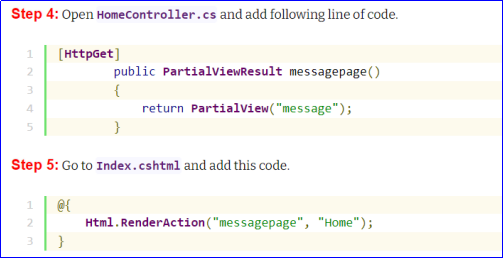 Step 4: Open HomeController.cs and add following line of code.
1 [HttpGet]
2 public PartialViewResult messagepage()
3 {
4 return PartialView("message");
5 }
Step 5: Go to Index.cshtml and add this code.
1 @{
2 Html.RenderAction("messagepage", "Home");
3 }